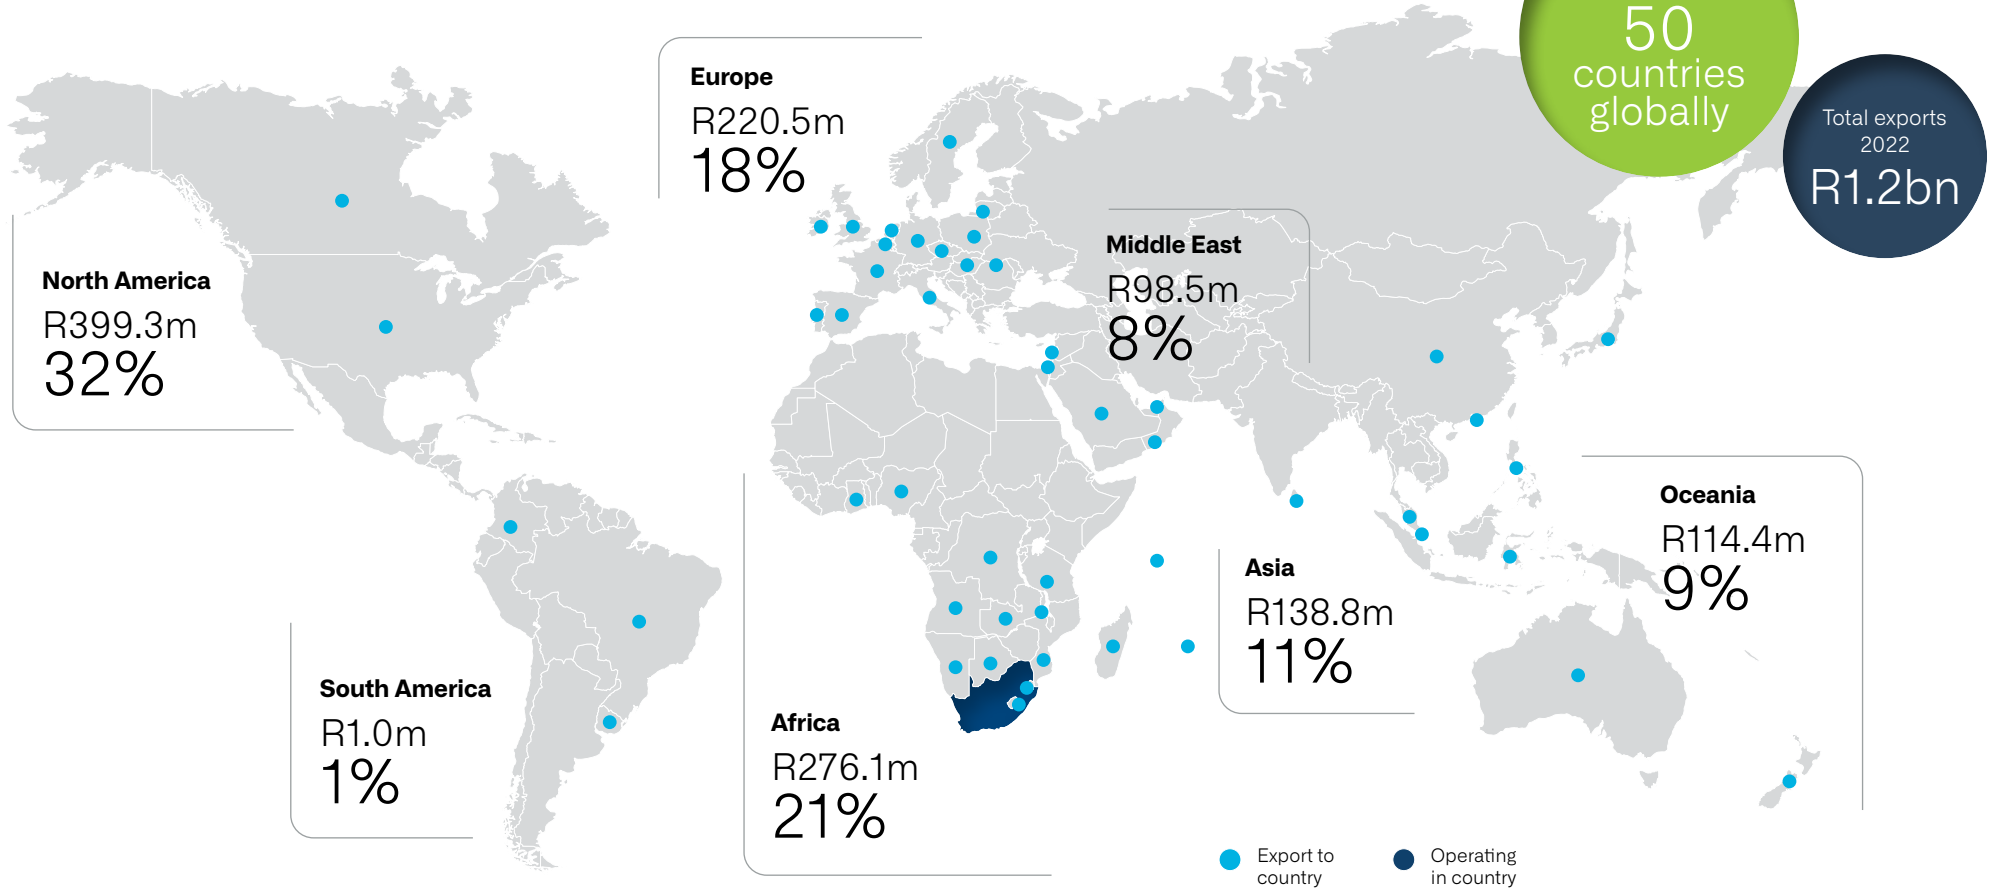 50
countries
globally
Total exports
2022
R1.2bn
Europe
R220.5m
18%
Middle East
R98.5m
8%
North America
R399.3m
32%
Oceania
R114.4m
9%
Asia
R138.8m
11%
South America
R1.0m
1%
Africa
R276.1m
21%
Export to
country
Operating
in country